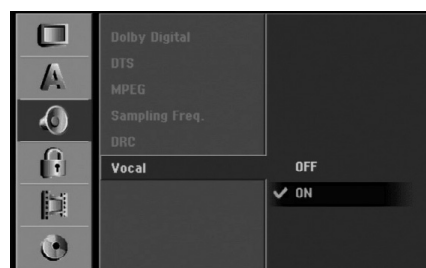 Dolby Digital
DTS
MPEG
Sampling Freq.
DRC
Vocal
OFF
ON